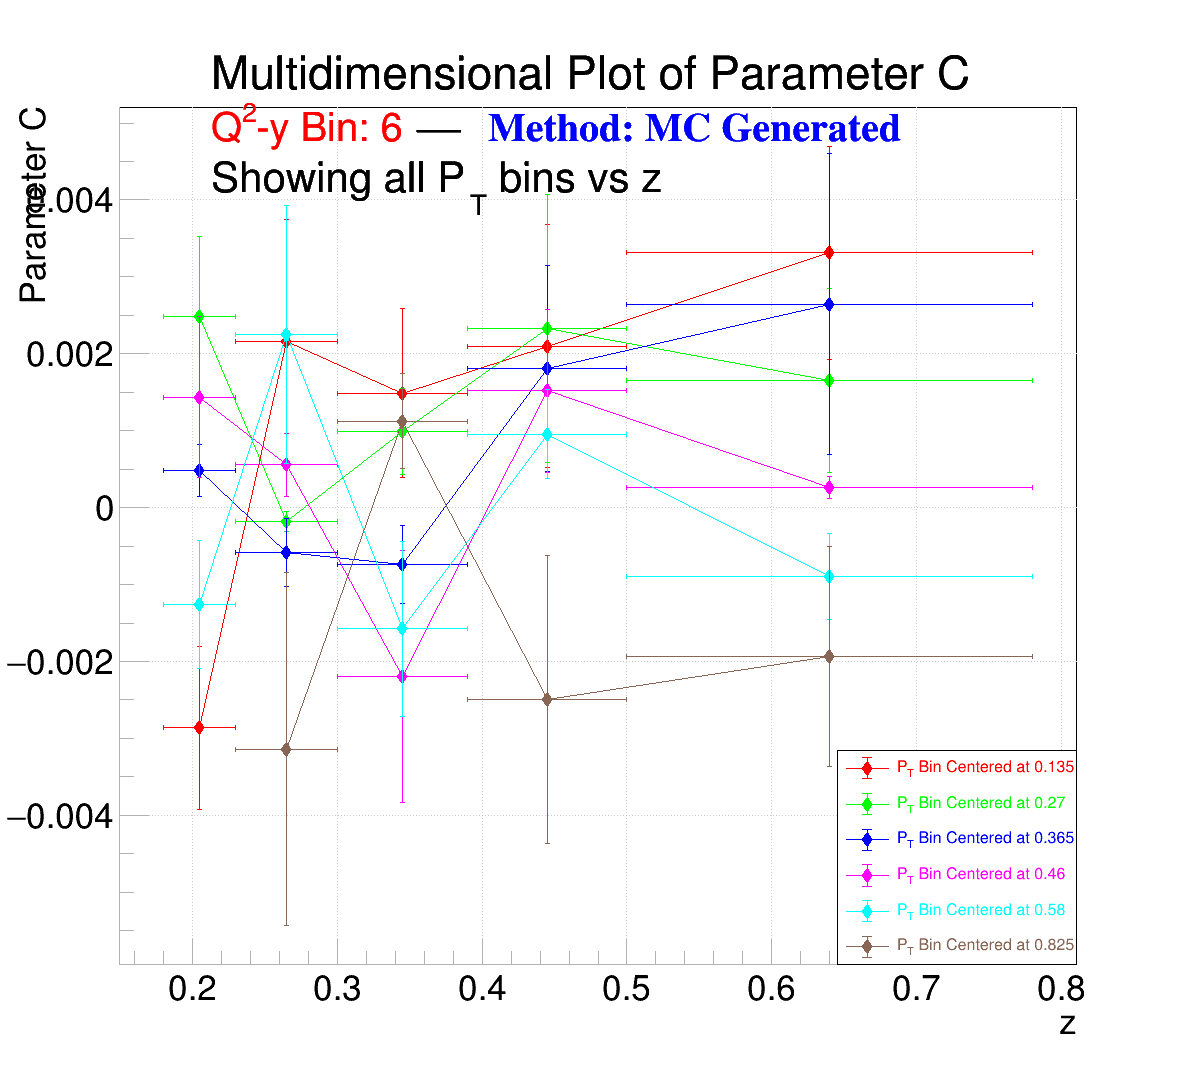 Multidimensional Plot of Parameter C
Q2-y Bin: 6 — Method: MC Generated
Showing all PT bins vs z
Parameter C
0.004
0.002
0
−0.002
−0.004
PT Bin Centered at 0.135
PT Bin Centered at 0.27
PT Bin Centered at 0.365
PT Bin Centered at 0.46
PT Bin Centered at 0.58
PT Bin Centered at 0.825
0.2 0.3 0.4 0.5 0.6 0.7 0.8
z